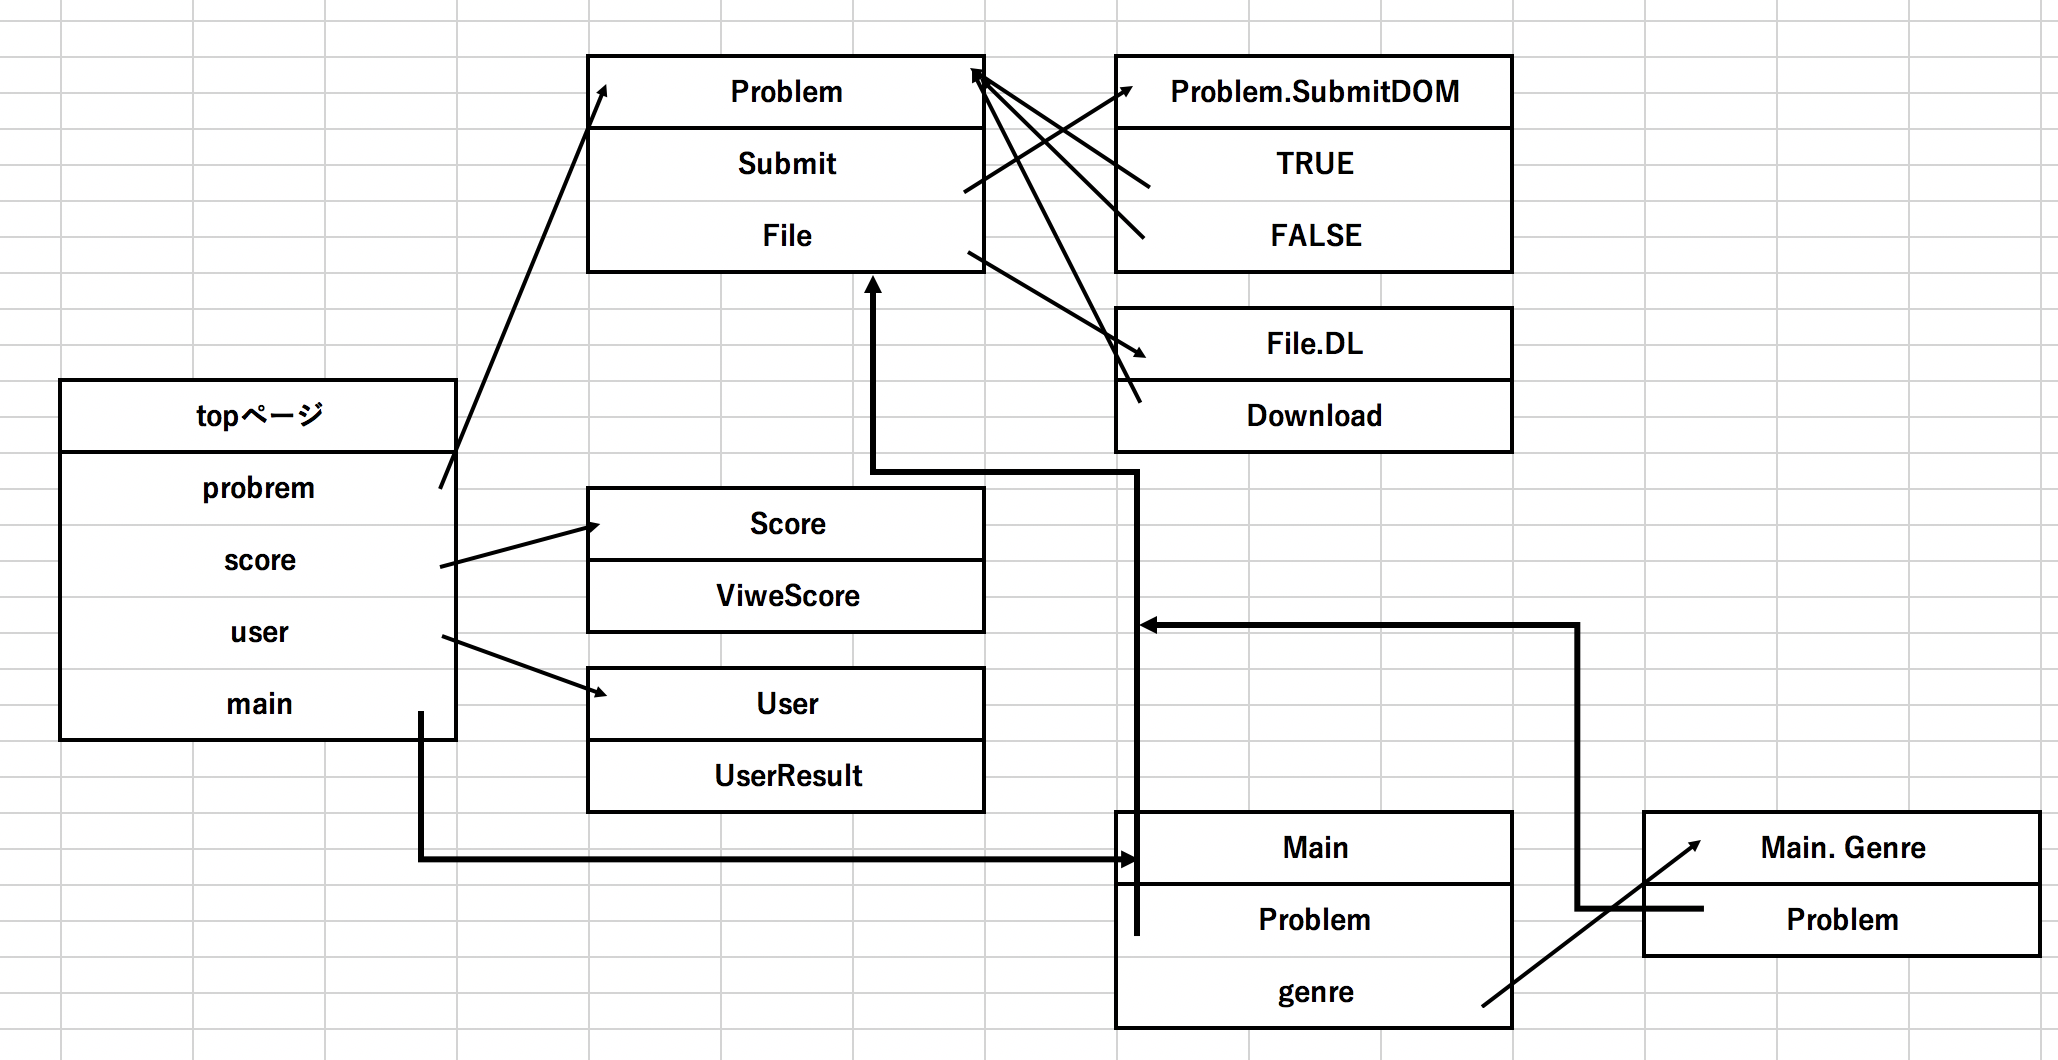 Problem
Submit
File
Problem.SubmitDOM
TRUE
FALSE
File.DL
Download
topページ
probrem
score
user
main
Score
ViweScore
User
UserResult
Main
Problem
genre
Main. Genre
Problem